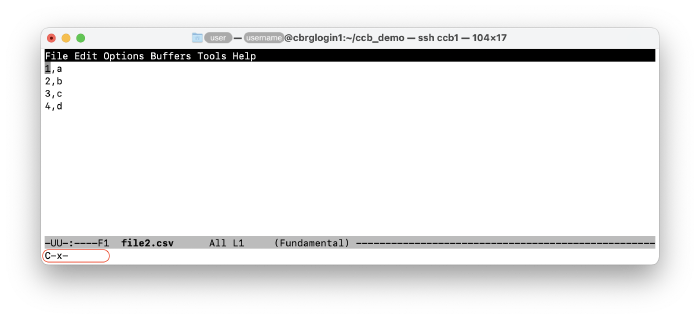 user — username@cbrglogin1:~/ccb_demo — ssh ccb1 — 104×17
File Edit Options Buffers Tools Help
1,a
2,b
3,c
4,d
-UU-:----F1  file2.csv      All L1     (Fundamental) ---------------------------------------------------
C-x-